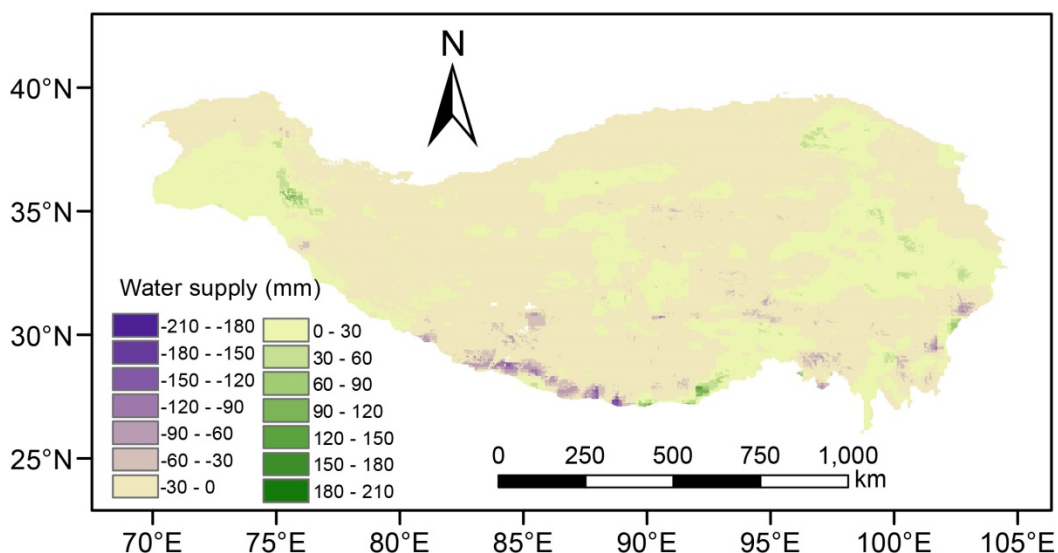 N
40°N
35°N
30°N
25°N
Water supply (mm)
-210 - -180
-180 - -150
-150 - -120
-120 - -90
-90 - -60
-60 - -30
-30 - 0
0 - 30
30 - 60
60 - 90
90 - 120
120 - 150
150 - 180
180 - 210
0 250 500 750 1,000
km
70°E 75°E 80°E 85°E 90°E 95°E 100°E 105°E